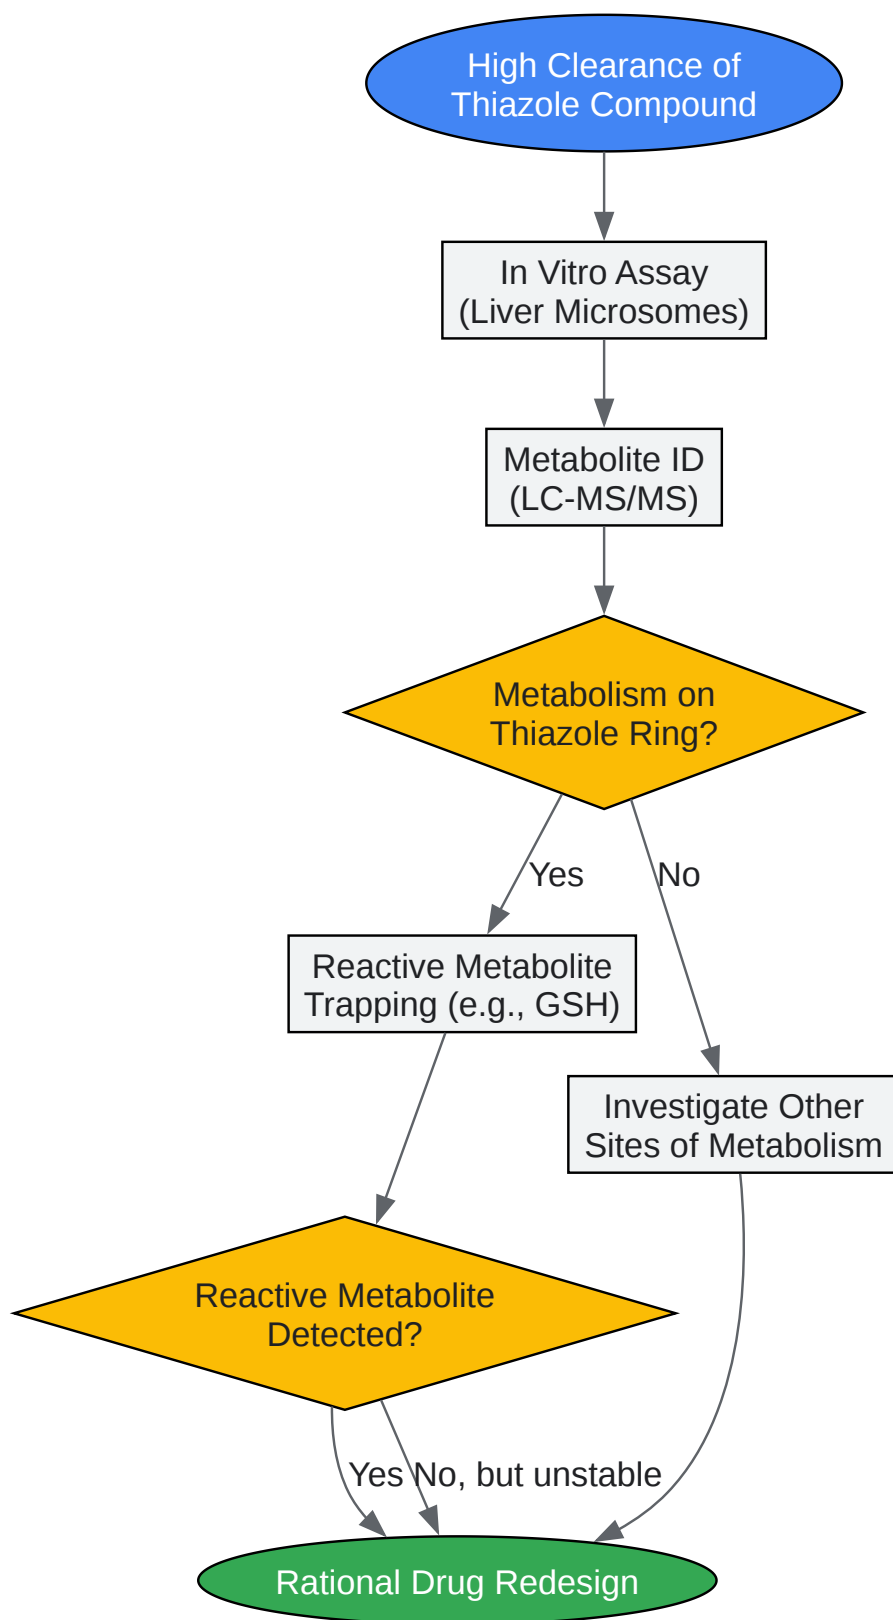 High Clearance of
Thiazole Compound
In Vitro Assay
(Liver Microsomes)
Metabolite ID
(LC-MS/MS)
Metabolism on
Thiazole Ring?
Yes
No
Reactive Metabolite
Trapping (e.g., GSH)
Investigate Other
Sites of Metabolism
Reactive Metabolite
Detected?
Yes
No, but unstable
Rational Drug Redesign